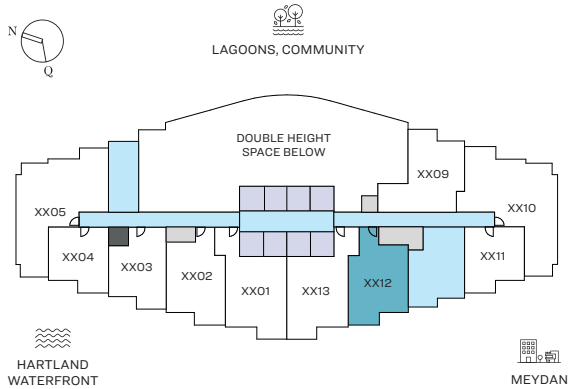 N
Q
LAGOONS, COMMUNITY
DOUBLE HEIGHT
SPACE BELOW
XX09
XX05
XX10
XX04
XX03
XX02
XX01
XX13
XX12
XX11
HARTLAND
WATERFRONT
MEYDAN